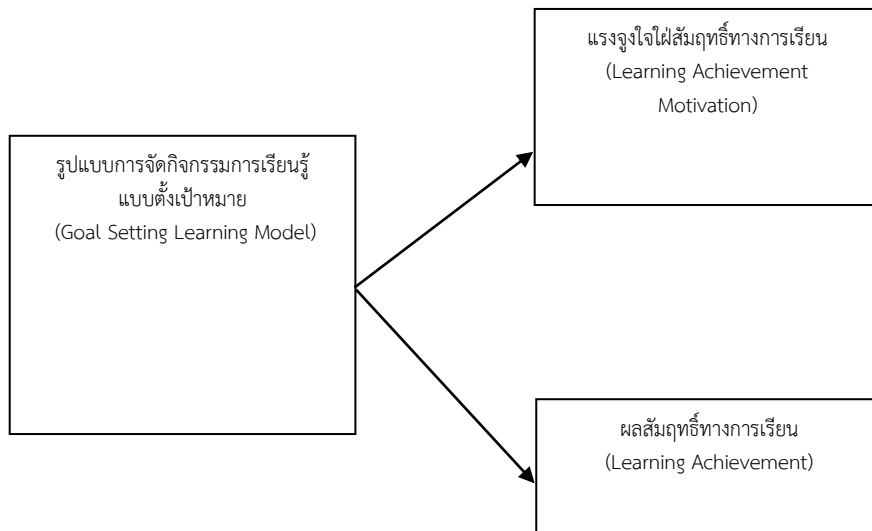 แรงจูงใจใฝ่สัมฤทธิ์ทางการเรียน
(Learning Achievement
Motivation)
รูปแบบการจัดกิจกรรมการเรียนรู้
แบบตั้งเป้าหมาย
(Goal Setting Learning Model)
ผลสัมฤทธิ์ทางการเรียน
(Learning Achievement)